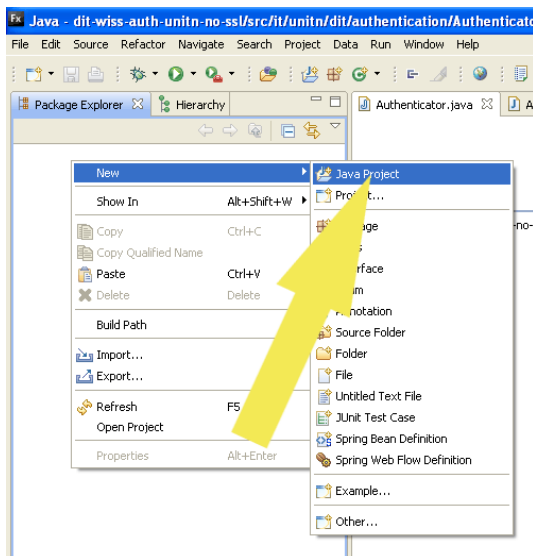 Java - dit-wiss-auth-unitn-no-ssl/src/it/unitn/dit/authentication/Authenticato
File Edit Source Refactor Navigate Search Project Data Run Window Help
Package Explorer Hierarchy Authenticator.java
New
Show In Alt+Shift+W
Copy Ctrl+C
Copy Qualified Name
Paste Ctrl+V
Delete Delete
Build Path
Import...
Export...
Refresh F5
Open Project
Properties Alt+Enter
Java Project
Source Folder
Folder
File
Untitled Text File
JUnit Test Case
Spring Bean Definition
Spring Web Flow Definition
Example...
Other...
-no-